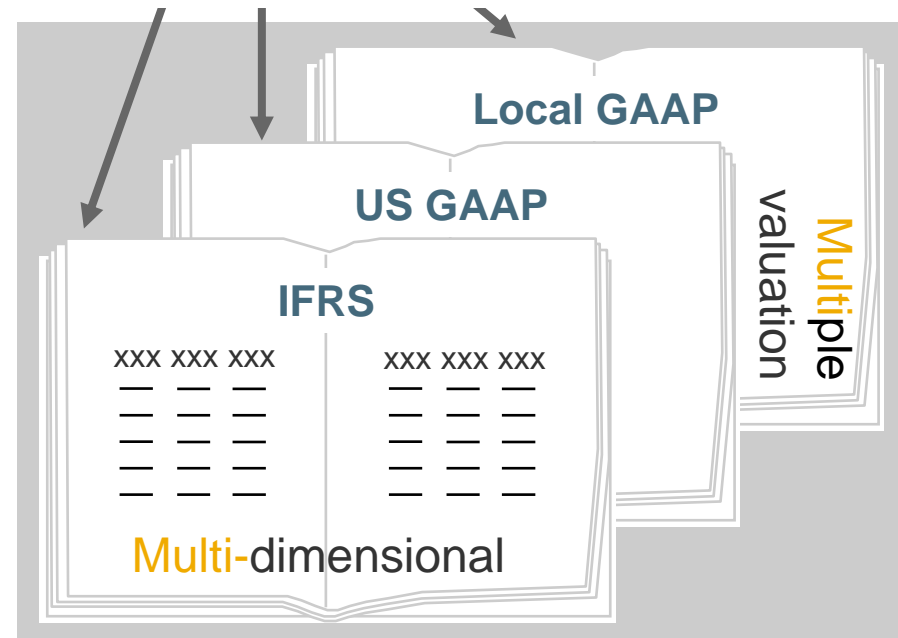 Local GAAP
US GAAP
IFRS
xxx xxx xxx
xxx xxx xxx
Multi-dimensional
Multiple
valuation